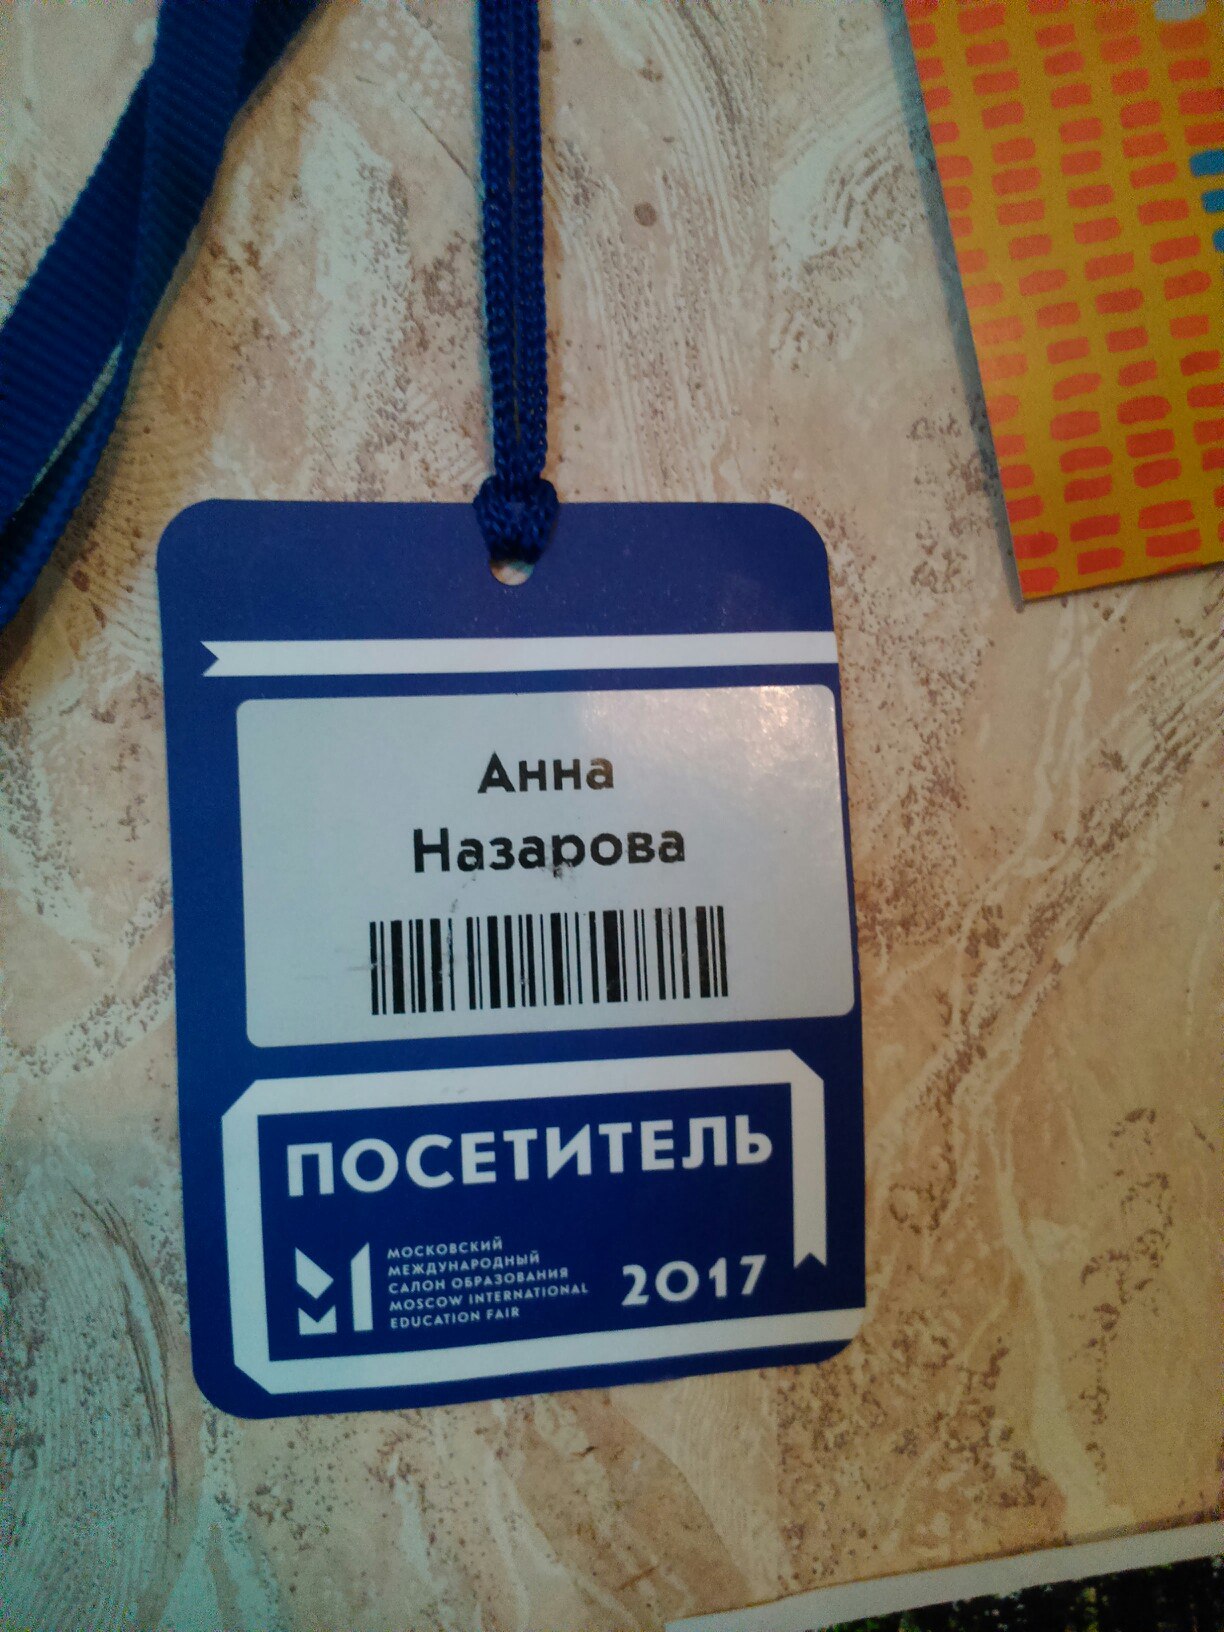 Анна
Назарова
ПОСЕТИТЕЛЬ
МОСКОВСКИЙ
МЕЖДУНАРОДНЫЙ
САЛОН ОБРАЗОВАНИЯ
MOSCOW INTERNATIONAL
EDUCATION FAIR
2017